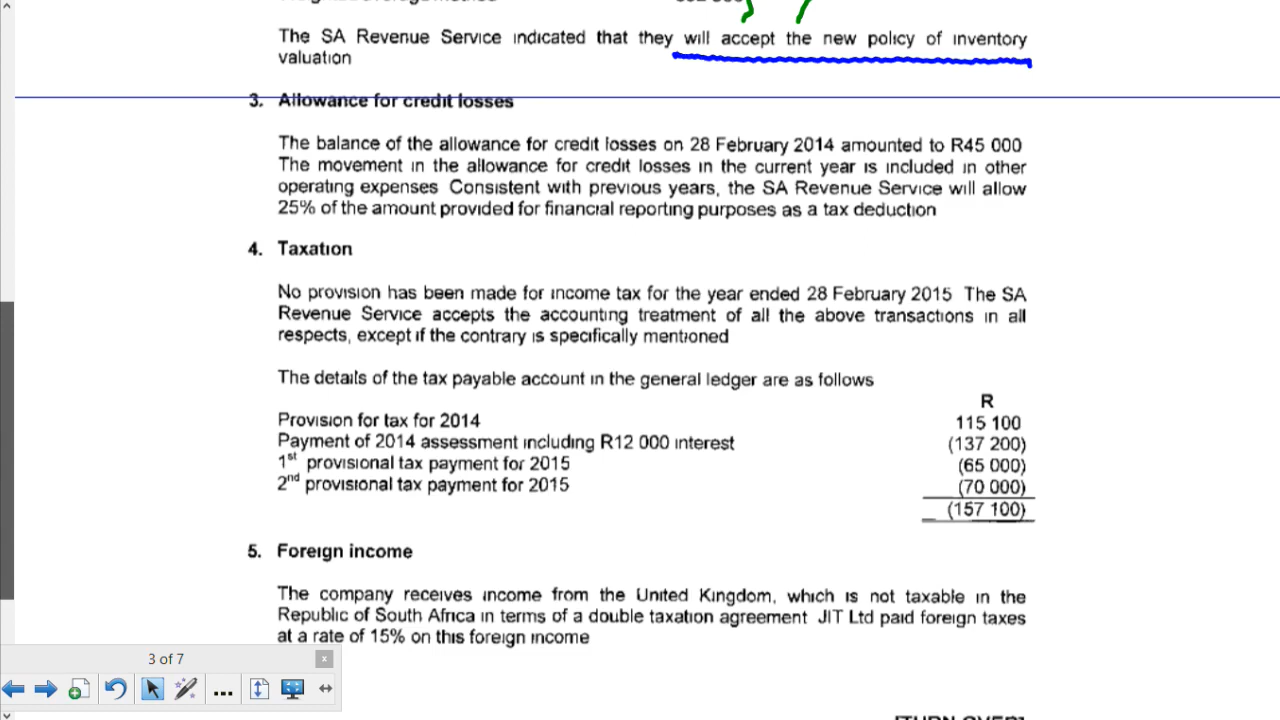 The SA Revenue Service indicated that they will accept the new policy of inventory
valuation
3. Allowance for credit losses
The balance of the allowance for credit losses on 28 February 2014 amounted to R45 000
The movement in the allowance for credit losses in the current year is included in other
operating expenses Consistent with previous years, the SA Revenue Service will allow
25% of the amount provided for financial reporting purposes as a tax deduction
4. Taxation
No provision has been made for income tax for the year ended 28 February 2015 The SA
Revenue Service accepts the accounting treatment of all the above transactions in all
respects, except if the contrary is specifically mentioned
The details of the tax payable account in the general ledger are as follows
R
Provision for tax for 2014 115 100
Payment of 2014 assessment including R12 000 interest (137 200)
1st provisional tax payment for 2015 (65 000)
2nd provisional tax payment for 2015 (70 000)
(157 100)
5. Foreign income
The company receives income from the United Kingdom, which is not taxable in the
Republic of South Africa in terms of a double taxation agreement JIT Ltd paid foreign taxes
at a rate of 15% on this foreign income
3 of 7
[TURN OVER]